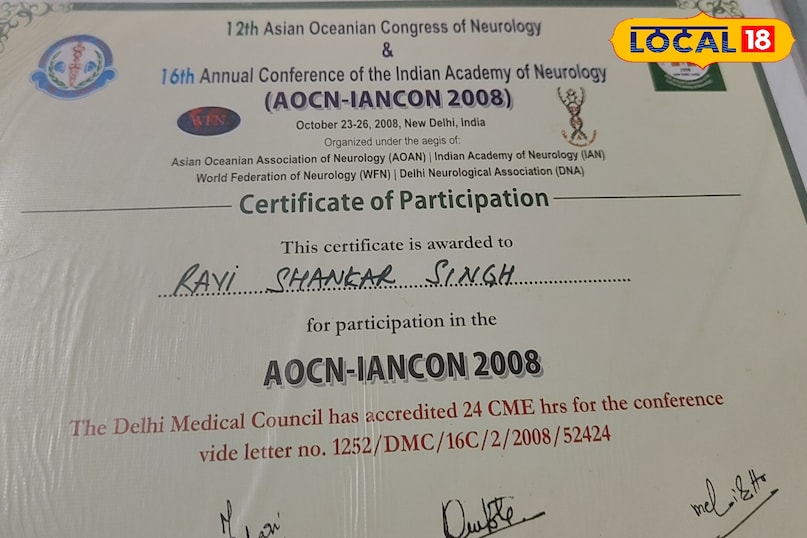 LOCAL 18
12th Asian Oceanian Congress of Neurology
&
16th Annual Conference of the Indian Academy of Neurology
(AOCN-IANCON 2008)
WFN
October 23-26, 2008, New Delhi, India
Organized under the aegis of:
Asian Oceanian Association of Neurology (AOAN) | Indian Academy of Neurology (IAN)
World Federation of Neurology (WFN) | Delhi Neurological Association (DNA)
Certificate of Participation
This certificate is awarded to
RAVI SHANKAR SINGH
for participation in the
AOCN-IANCON 2008
The Delhi Medical Council has accredited 24 CME hrs for the conference
vide letter no. 1252/DMC/16C/2/2008/52424